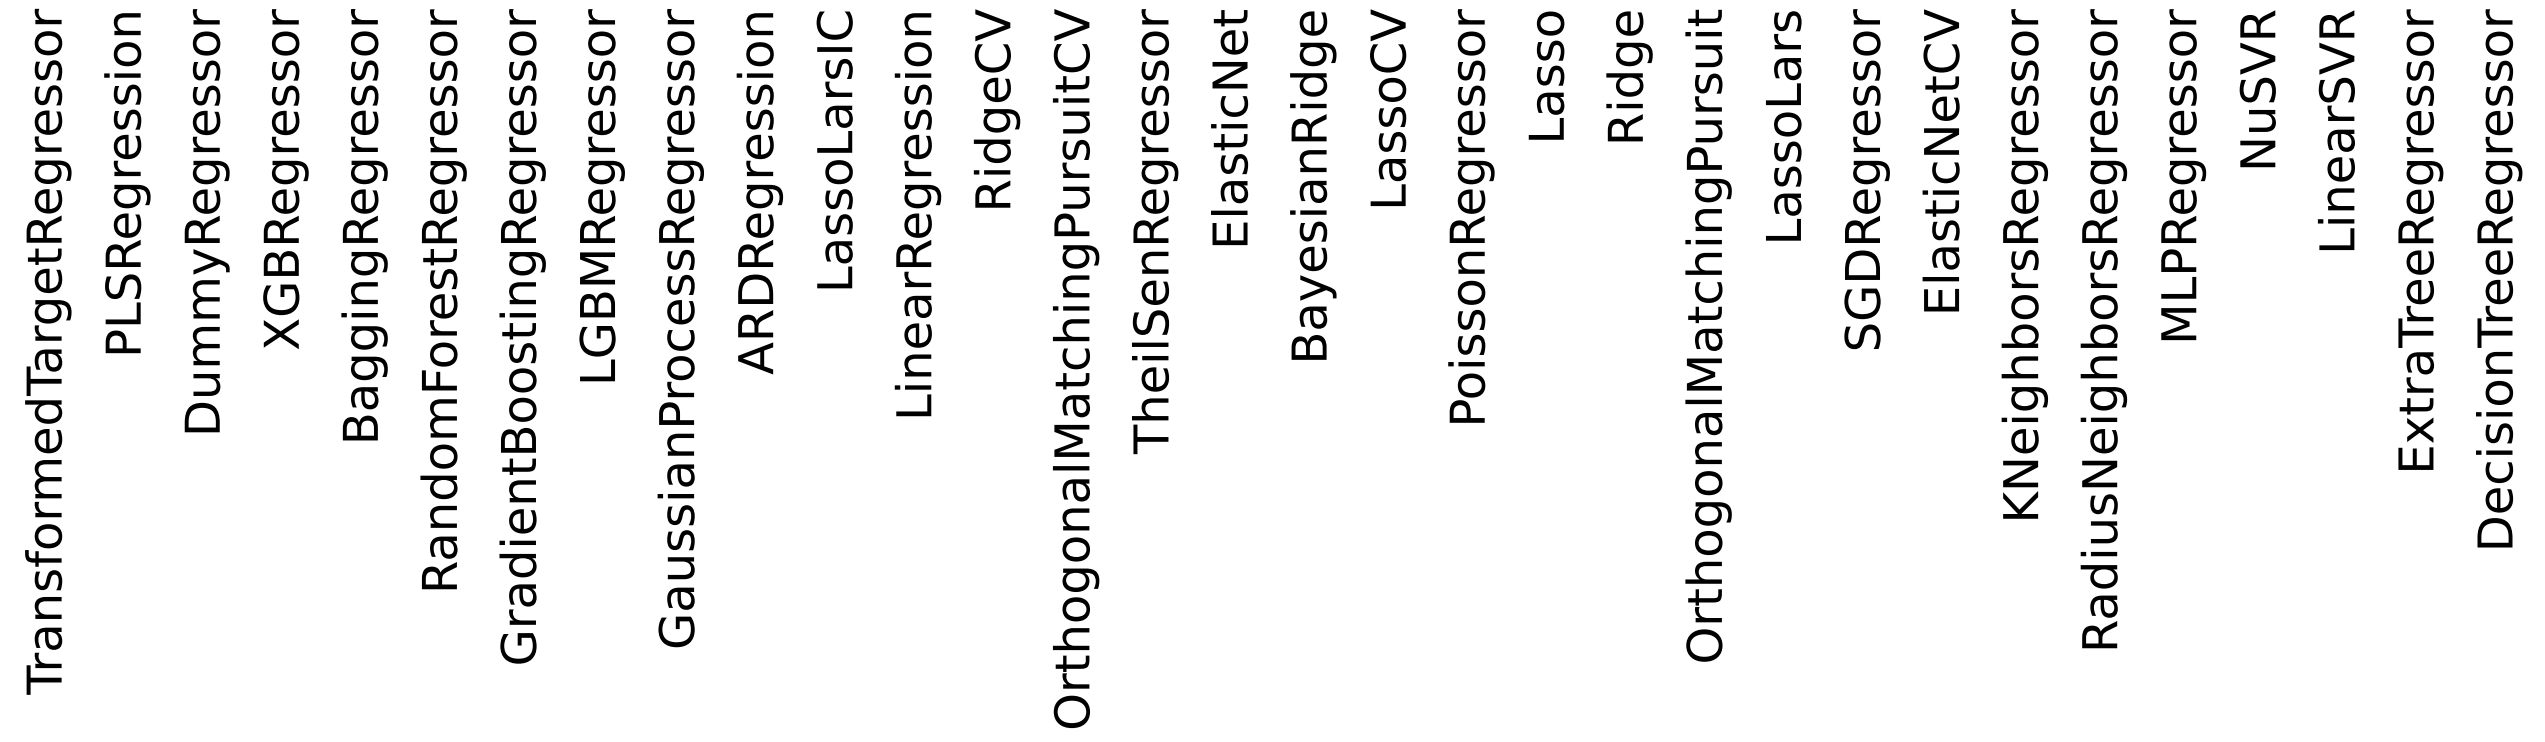 TransformedTargetRegressor
PLSRegression
DummyRegressor
XGBRegressor
BaggingRegressor
RandomForestRegressor
GradientBoostingRegressor
LGBMRegressor
GaussianProcessRegressor
ARDRegression
LassoLarsIC
LinearRegression
RidgeCV
OrthogonalMatchingPursuitCV
TheilSenRegressor
ElasticNet
BayesianRidge
LassoCV
PoissonRegressor
Lasso
Ridge
OrthogonalMatchingPursuit
LassoLars
SGDRegressor
ElasticNetCV
KNeighborsRegressor
RadiusNeighborsRegressor
MLPRegressor
NuSVR
LinearSVR
ExtraTreeRegressor
DecisionTreeRegressor